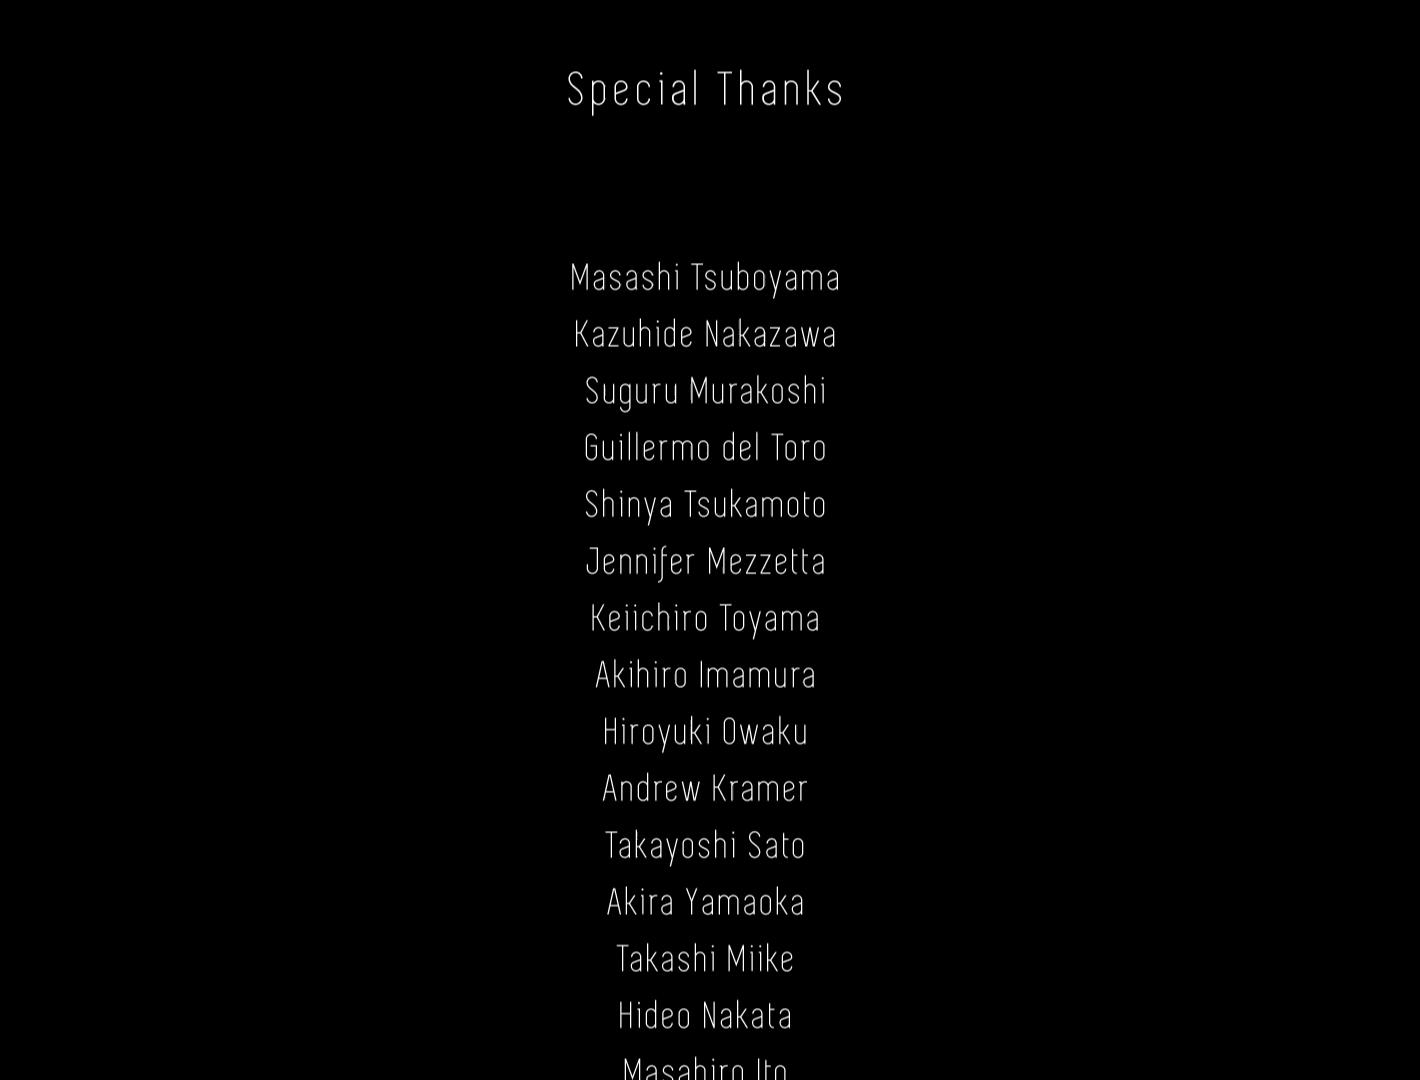 Special Thanks
Masashi Tsuboyama
Kazuhide Nakazawa
Suguru Murakoshi
Guillermo del Toro
Shinya Tsukamoto
Jennifer Mezzetta
Keiichiro Toyama
Akihiro Imamura
Hiroyuki Owaku
Andrew Kramer
Takayoshi Sato
Akira Yamaoka
Takashi Miike
Hideo Nakata
Masahiro Ito